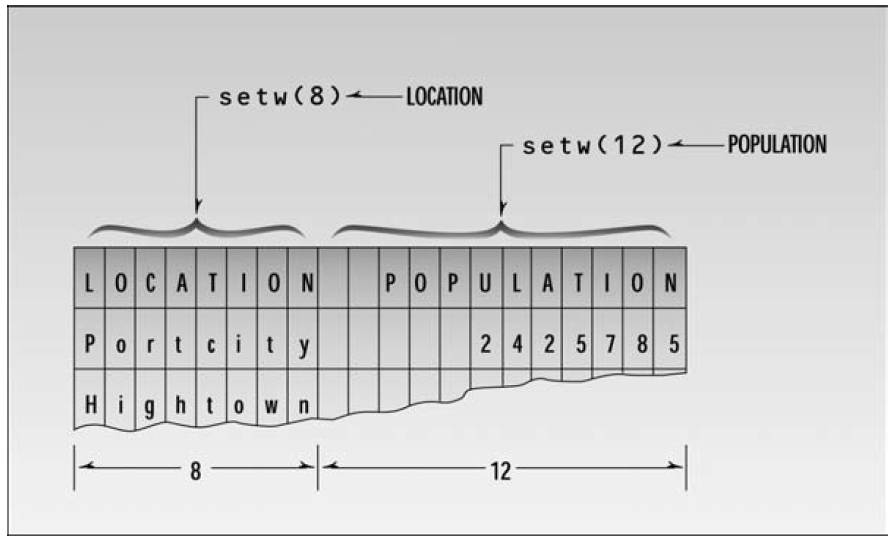 setw(8) LOCATION
setw(12) POPULATION
LOCATION POPULATION
Portcity 2425785
Hightown
8 12